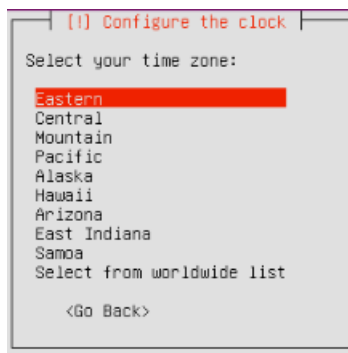 [!] Configure the clock
Select your time zone:
Eastern
Central
Mountain
Pacific
Alaska
Hawaii
Arizona
East Indiana
Samoa
Select from worldwide list
<Go Back>